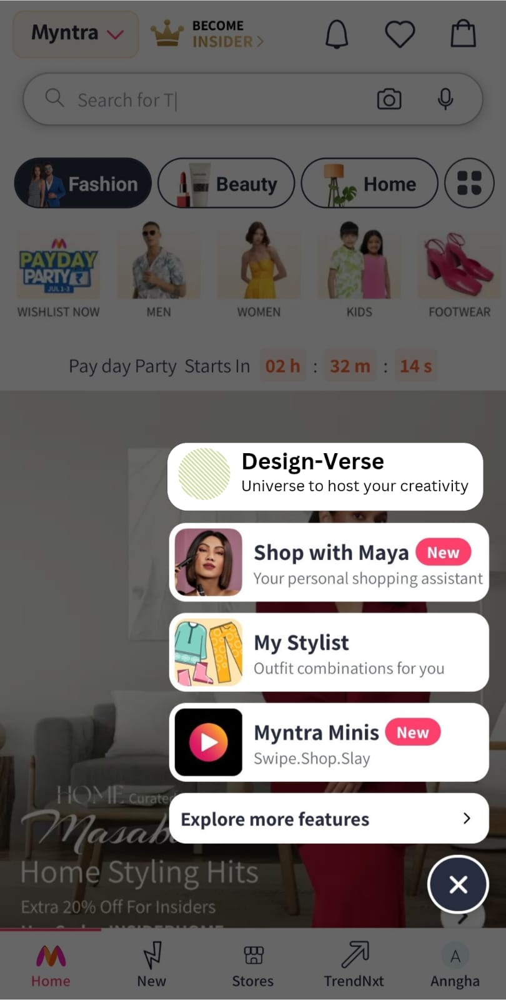 Myntra
BECOME
INSIDER >
Search for T|
Fashion
Beauty
Home
PAYDAY
PARTY
JUL 1-3
WISHLIST NOW
MEN
WOMEN
KIDS
FOOTWEAR
Pay day Party Starts In 02 h : 32 m : 14 s
Design-Verse
Universe to host your creativity
Shop with Maya New
Your personal shopping assistant
My Stylist
Outfit combinations for you
Myntra Minis New
Swipe.Shop.Slay
HOME Curated
Masab
Explore more features
Home Styling Hits
Extra 20% Off For Insiders
Home
New
Stores
TrendNxt
A
Anngha